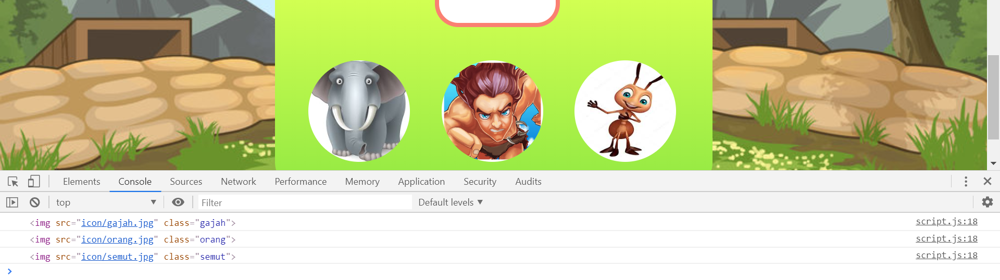 Elements Console Sources Network Performance Memory Application Security Audits
top Filter Default levels
<img src="icon/gajah.jpg" class="gajah"> script.js:18
<img src="icon/orang.jpg" class="orang"> script.js:18
<img src="icon/semut.jpg" class="semut"> script.js:18